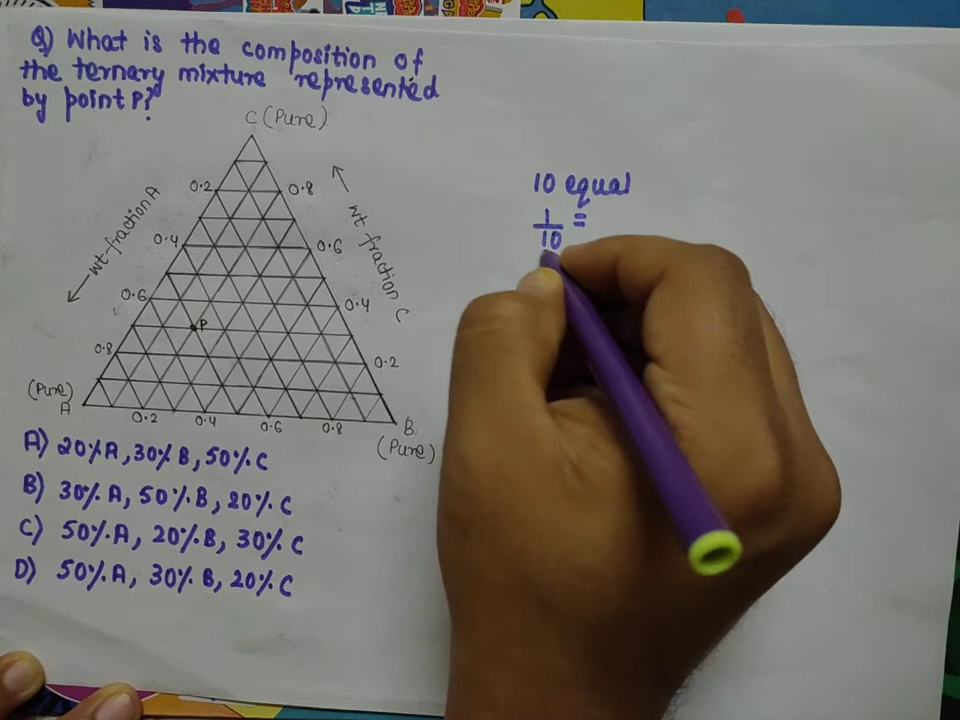 Q) What is the composition of
the ternary mixture represented
by point P?
C (Pure)
0.2
0.8
wt fraction A
wt fraction C
0.4
0.6
0.6
0.4
P
0.8
0.2
(Pure)
A
B
0.2
0.4
0.6
0.8
(Pure)
A) 20% A, 30% B, 50% C
B) 30% A, 50% B, 20% C
C) 50% A, 20% B, 30% C
D) 50% A, 30% B, 20% C
10 equal
1/10 =